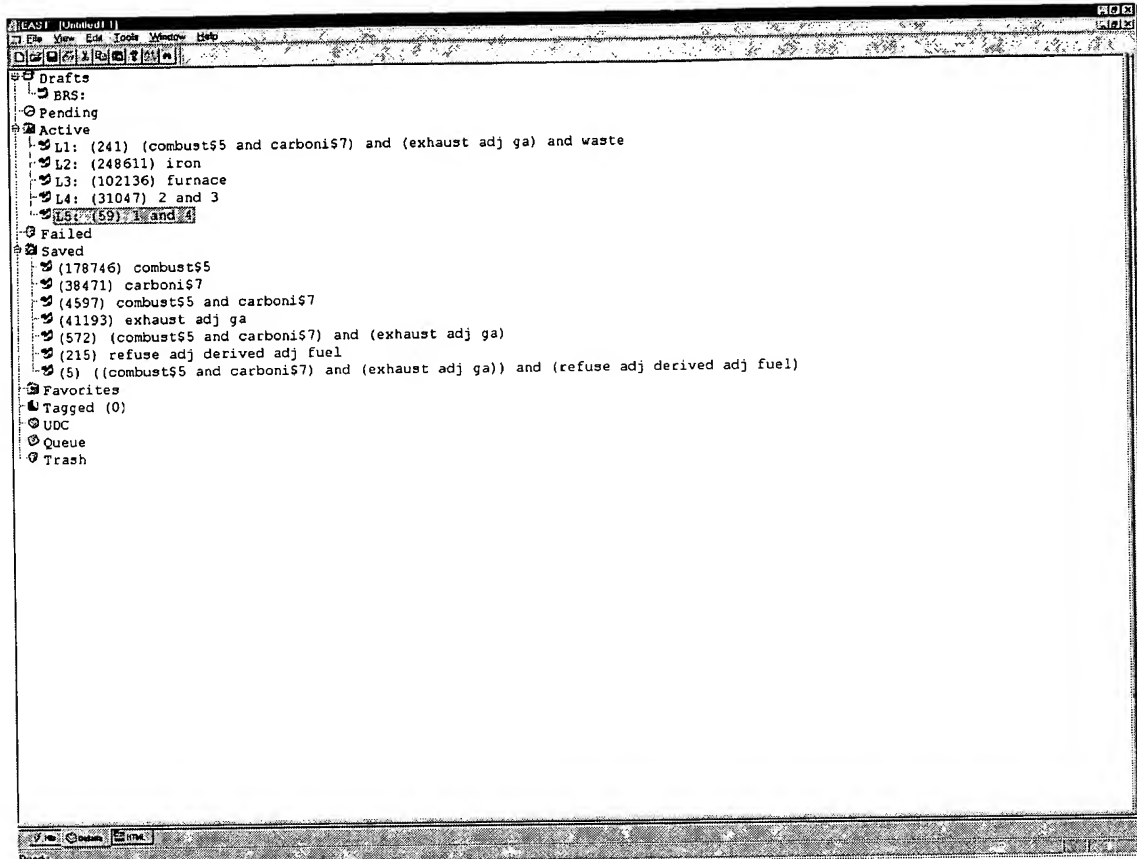 EAST [Untitled1:1]
File View Edit Tools Window Help
Drafts
BRS:
Pending
Active
L1: (241) (combust$5 and carboni$7) and (exhaust adj ga) and waste
L2: (248611) iron
L3: (102136) furnace
L4: (31047) 2 and 3
L5: (59) 1 and 4
Failed
Saved
(178746) combust$5
(38471) carboni$7
(4597) combust$5 and carboni$7
(41193) exhaust adj ga
(572) (combust$5 and carboni$7) and (exhaust adj ga)
(215) refuse adj derived adj fuel
(5) ((combust$5 and carboni$7) and (exhaust adj ga)) and (refuse adj derived adj fuel)
Favorites
Tagged (0)
UDC
Queue
Trash
Details HTML
Ready